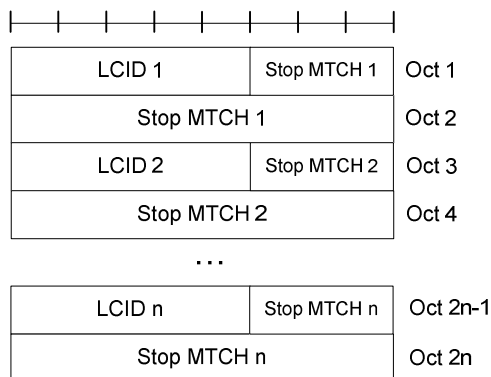 LCID 1 Stop MTCH 1 Oct 1
Stop MTCH 1 Oct 2
LCID 2 Stop MTCH 2 Oct 3
Stop MTCH 2 Oct 4
...
LCID n Stop MTCH n Oct 2n-1
Stop MTCH n Oct 2n